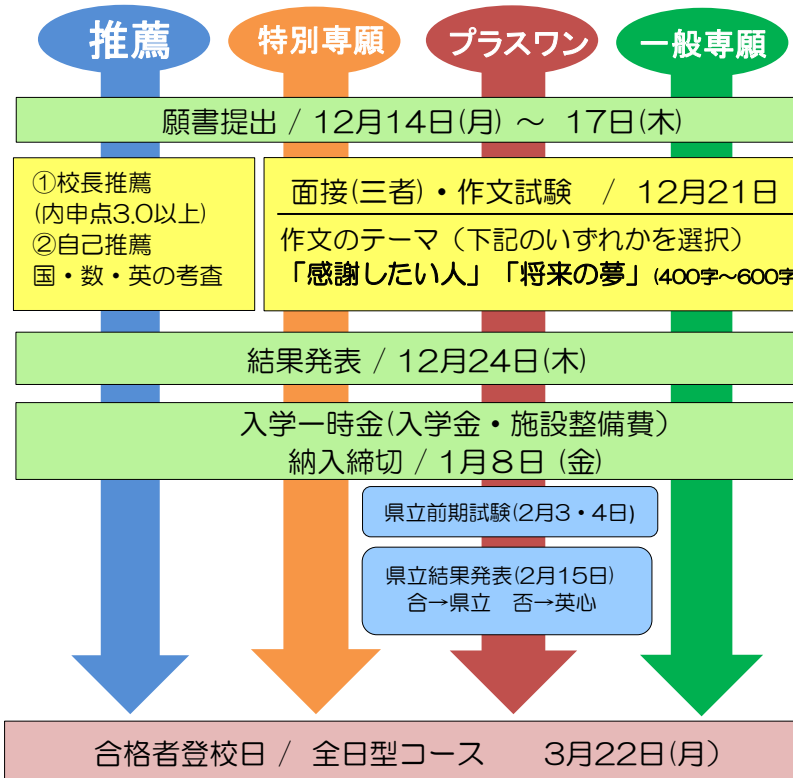 推薦
特別専願
プラスワン
一般専願
願書提出 / 12月14日(月) ～ 17日(木)
①校長推薦
(内申点3.0以上)
②自己推薦
国・数・英の考査
面接(三者)・作文試験 / 12月21日
作文のテーマ（下記のいずれかを選択）
「感謝したい人」「将来の夢」(400字～600字
結果発表 / 12月24日(木)
入学一時金(入学金・施設整備費）
納入締切 / 1月8日 (金)
県立前期試験(2月3・4日)
県立結果発表(2月15日)
合→県立 否→英心
合格者登校日 / 全日型コース 3月22日(月）